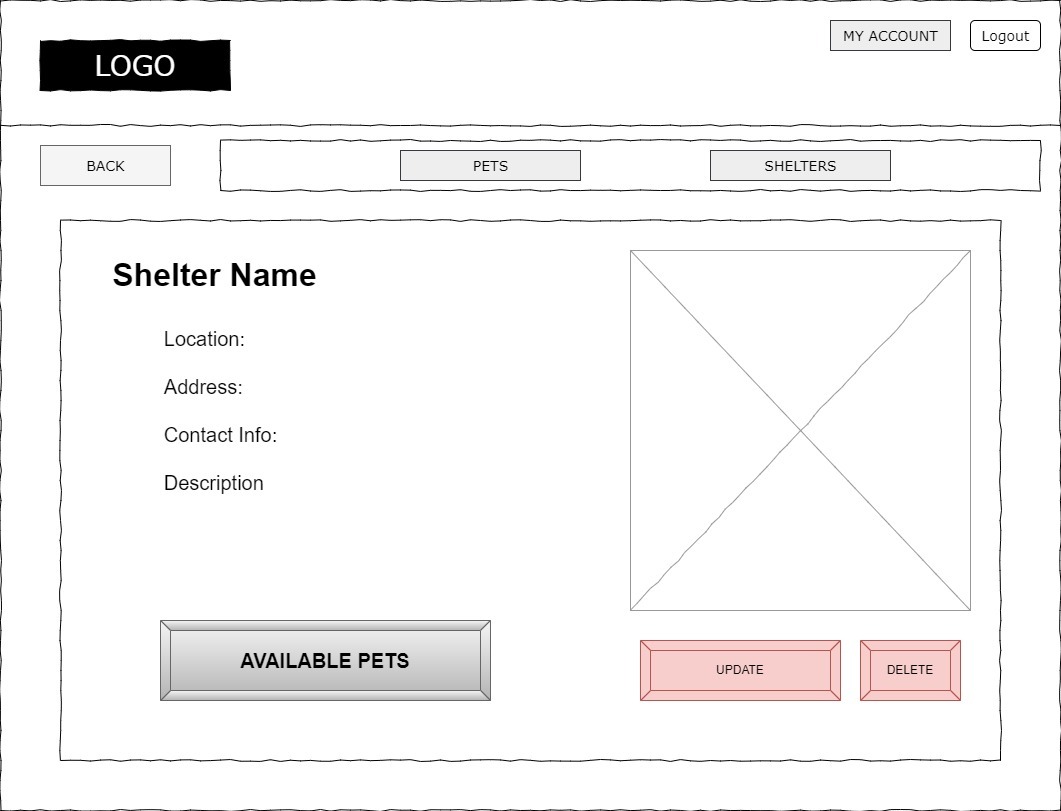 MY ACCOUNT
Logout
LOGO
BACK
PETS
SHELTERS
Shelter Name
Location:
Address:
Contact Info:
Description
AVAILABLE PETS
UPDATE
DELETE